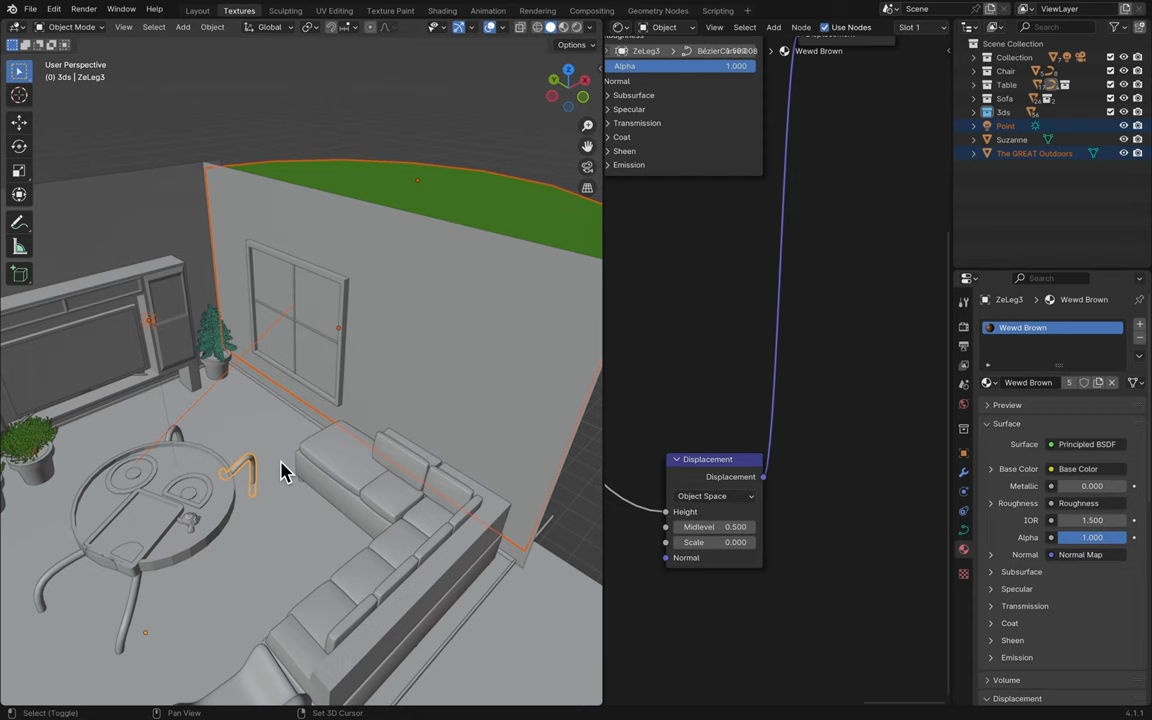 File Edit Render Window Help
Layout Textures Sculpting UV Editing Texture Paint Shading Animation Rendering Compositing Geometry Nodes Scripting +
Scene
ViewLayer
Object Mode
View Select Add Object
Global
Object
View Select Add Node
Use Nodes
Slot 1
Options
User Perspective
(0) 3ds | ZeLeg3
Z
Y
X
ZeLeg3
Wewd Brown
Alpha 1.000
Normal
Subsurface
Specular
Transmission
Coat
Sheen
Emission
Displacement
Displacement
Object Space
Height
Midlevel 0.500
Scale 0.000
Normal
Scene Collection
Collection
Chair
Table
Sofa
3ds
Point
Suzanne
The GREAT Outdoors
Search
ZeLeg3
Wewd Brown
Wewd Brown
Wewd Brown 5
Preview
Surface
Surface Principled BSDF
Base Color Base Color
Metallic 0.000
Roughness Roughness
IOR 1.500
Alpha 1.000
Normal Normal Map
Subsurface
Specular
Transmission
Coat
Sheen
Emission
Volume
Displacement
Select (Toggle)
Pan View
Set 3D Cursor
4.1.1